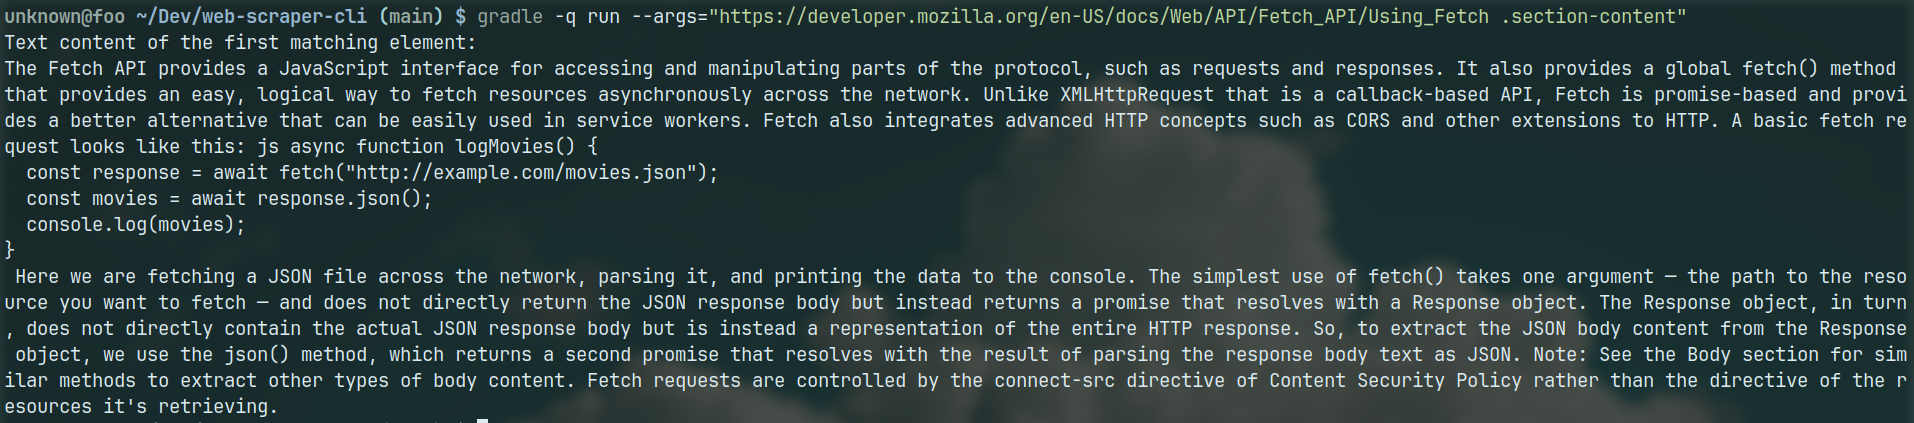 unknown@foo ~/Dev/web-scraper-cli (main) $ gradle -q run --args="https://developer.mozilla.org/en-US/docs/Web/API/Fetch_API/Using_Fetch .section-content"
Text content of the first matching element:
The Fetch API provides a JavaScript interface for accessing and manipulating parts of the protocol, such as requests and responses. It also provides a global fetch() method
that provides an easy, logical way to fetch resources asynchronously across the network. Unlike XMLHttpRequest that is a callback-based API, Fetch is promise-based and provi
des a better alternative that can be easily used in service workers. Fetch also integrates advanced HTTP concepts such as CORS and other extensions to HTTP. A basic fetch re
quest looks like this: js async function logMovies() {
  const response = await fetch("http://example.com/movies.json");
  const movies = await response.json();
  console.log(movies);
}
 Here we are fetching a JSON file across the network, parsing it, and printing the data to the console. The simplest use of fetch() takes one argument — the path to the reso
urce you want to fetch — and does not directly return the JSON response body but instead returns a promise that resolves with a Response object. The Response object, in turn
, does not directly contain the actual JSON response body but is instead a representation of the entire HTTP response. So, to extract the JSON body content from the Response
 object, we use the json() method, which returns a second promise that resolves with the result of parsing the response body text as JSON. Note: See the Body section for sim
ilar methods to extract other types of body content. Fetch requests are controlled by the connect-src directive of Content Security Policy rather than the directive of the r
esources it's retrieving.